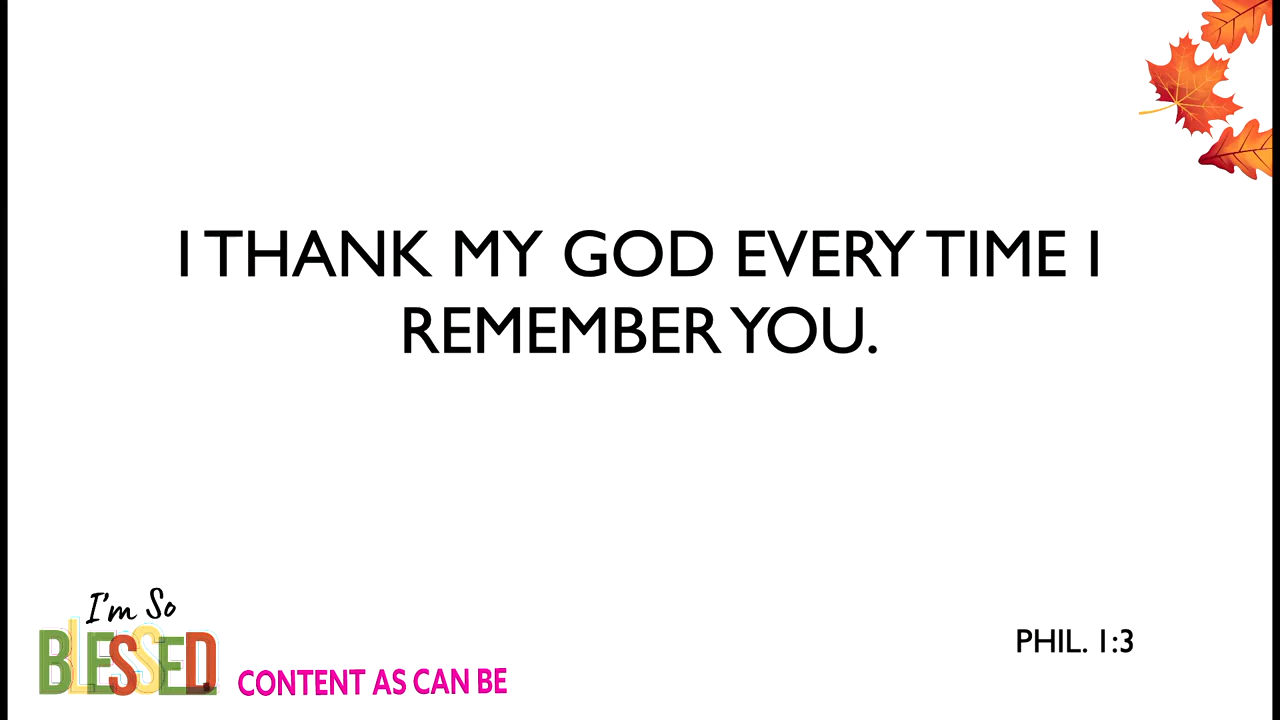 I THANK MY GOD EVERY TIME I
REMEMBER YOU.
I'm So
BLESSED.
CONTENT AS CAN BE
PHIL. 1:3